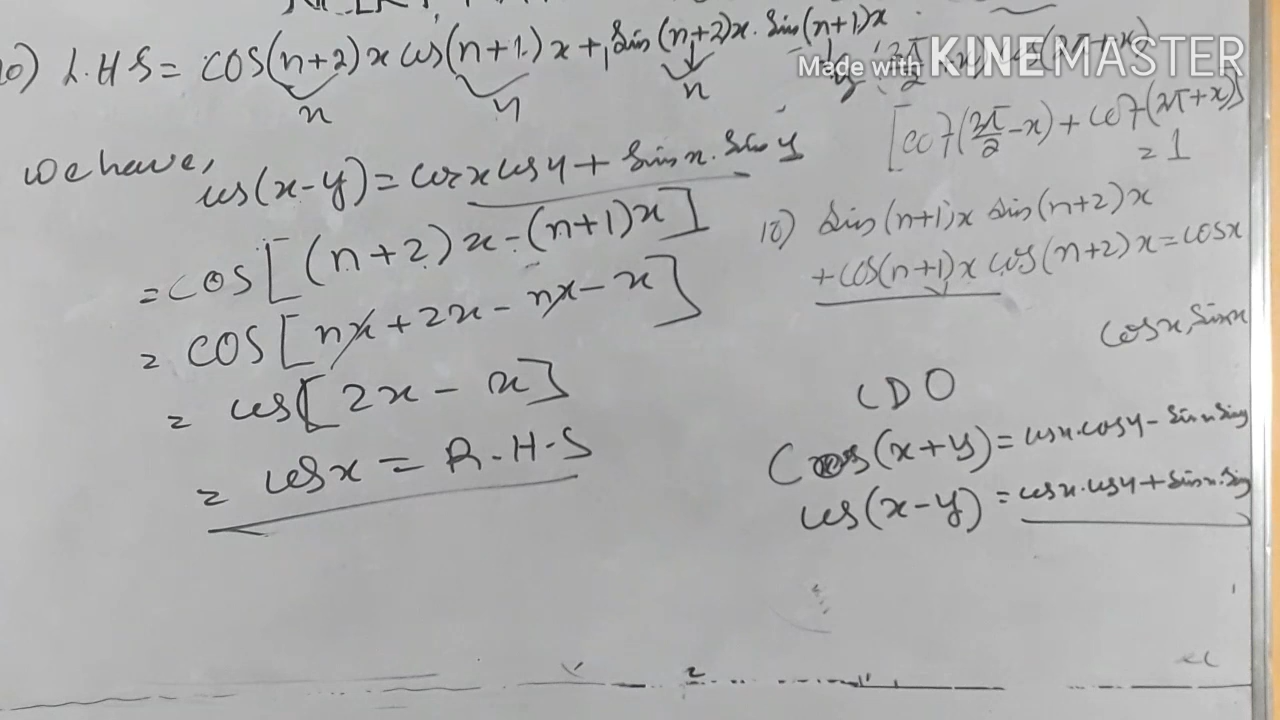 10) L.H.S = cos(n+2)x cos(n+1)x + sin(n+2)x . sin(n+1)x
x y x
we have,
cos(x-y) = cosx cosy + sinx . siny
= cos[(n+2)x - (n+1)x]
= cos[nx + 2x - nx - x]
= cos[2x - x]
= cosx = R.H.S
Made with KINEMASTER
[cot(3π/2 - x) + cot(2π + x)]
= 1
10) sin(n+1)x sin(n+2)x
+ cos(n+1)x cos(n+2)x = cosx
cosx, sinx
CDO
Cos(x+y) = cosx.cosy - sinx siny
cos(x-y) = cosx.cosy + sinx.siny